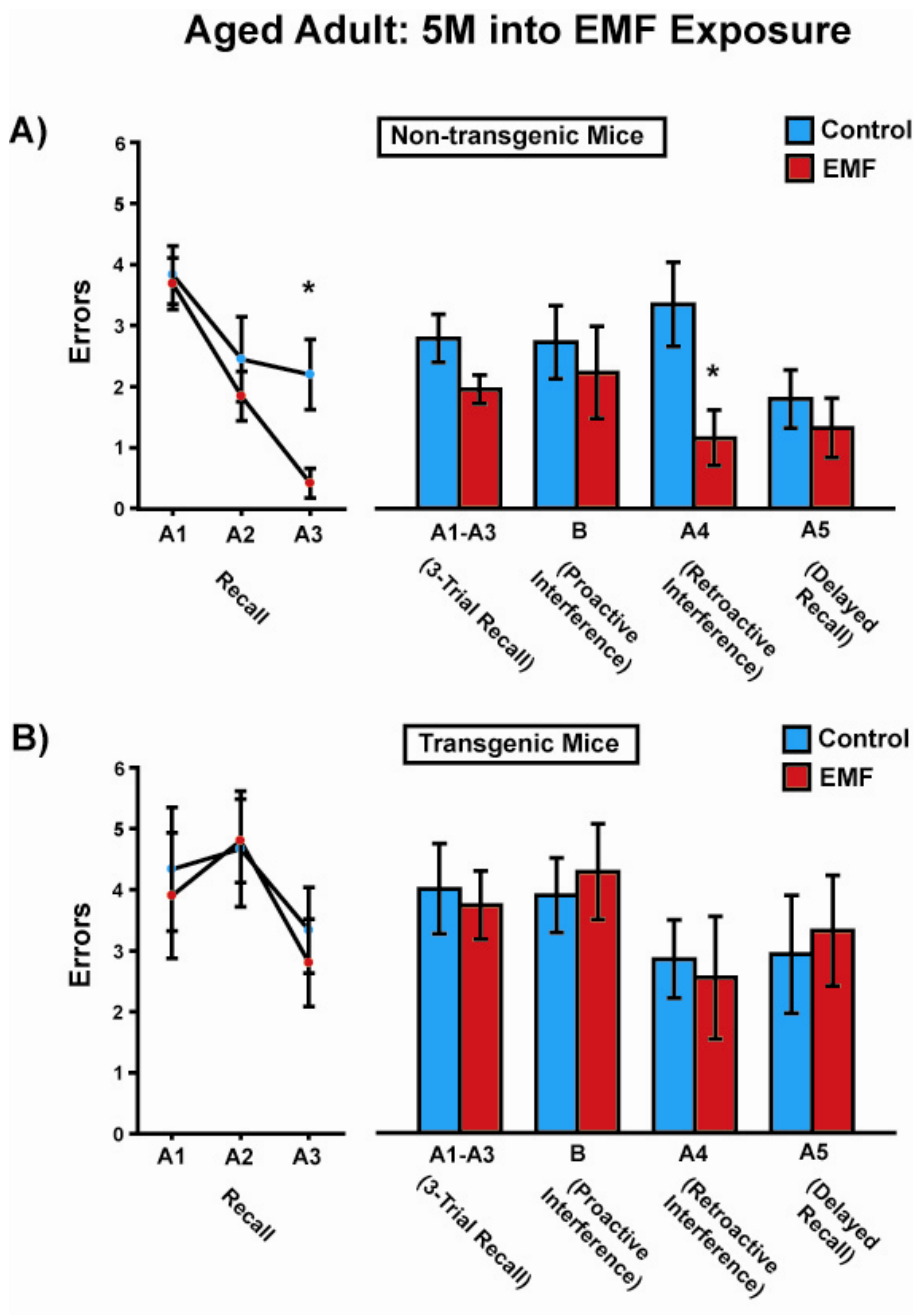 Aged Adult: 5M into EMF Exposure
A)
Non-transgenic Mice
Control
EMF
Errors
6
5
4
3
2
1
0
*
*
A1 A2 A3
Recall
A1-A3
(3-Trial Recall)
B
(Proactive
Interference)
A4
(Retroactive
Interference)
A5
(Delayed
Recall)
B)
Transgenic Mice
Control
EMF
Errors
6
5
4
3
2
1
0
A1 A2 A3
Recall
A1-A3
(3-Trial Recall)
B
(Proactive
Interference)
A4
(Retroactive
Interference)
A5
(Delayed
Recall)